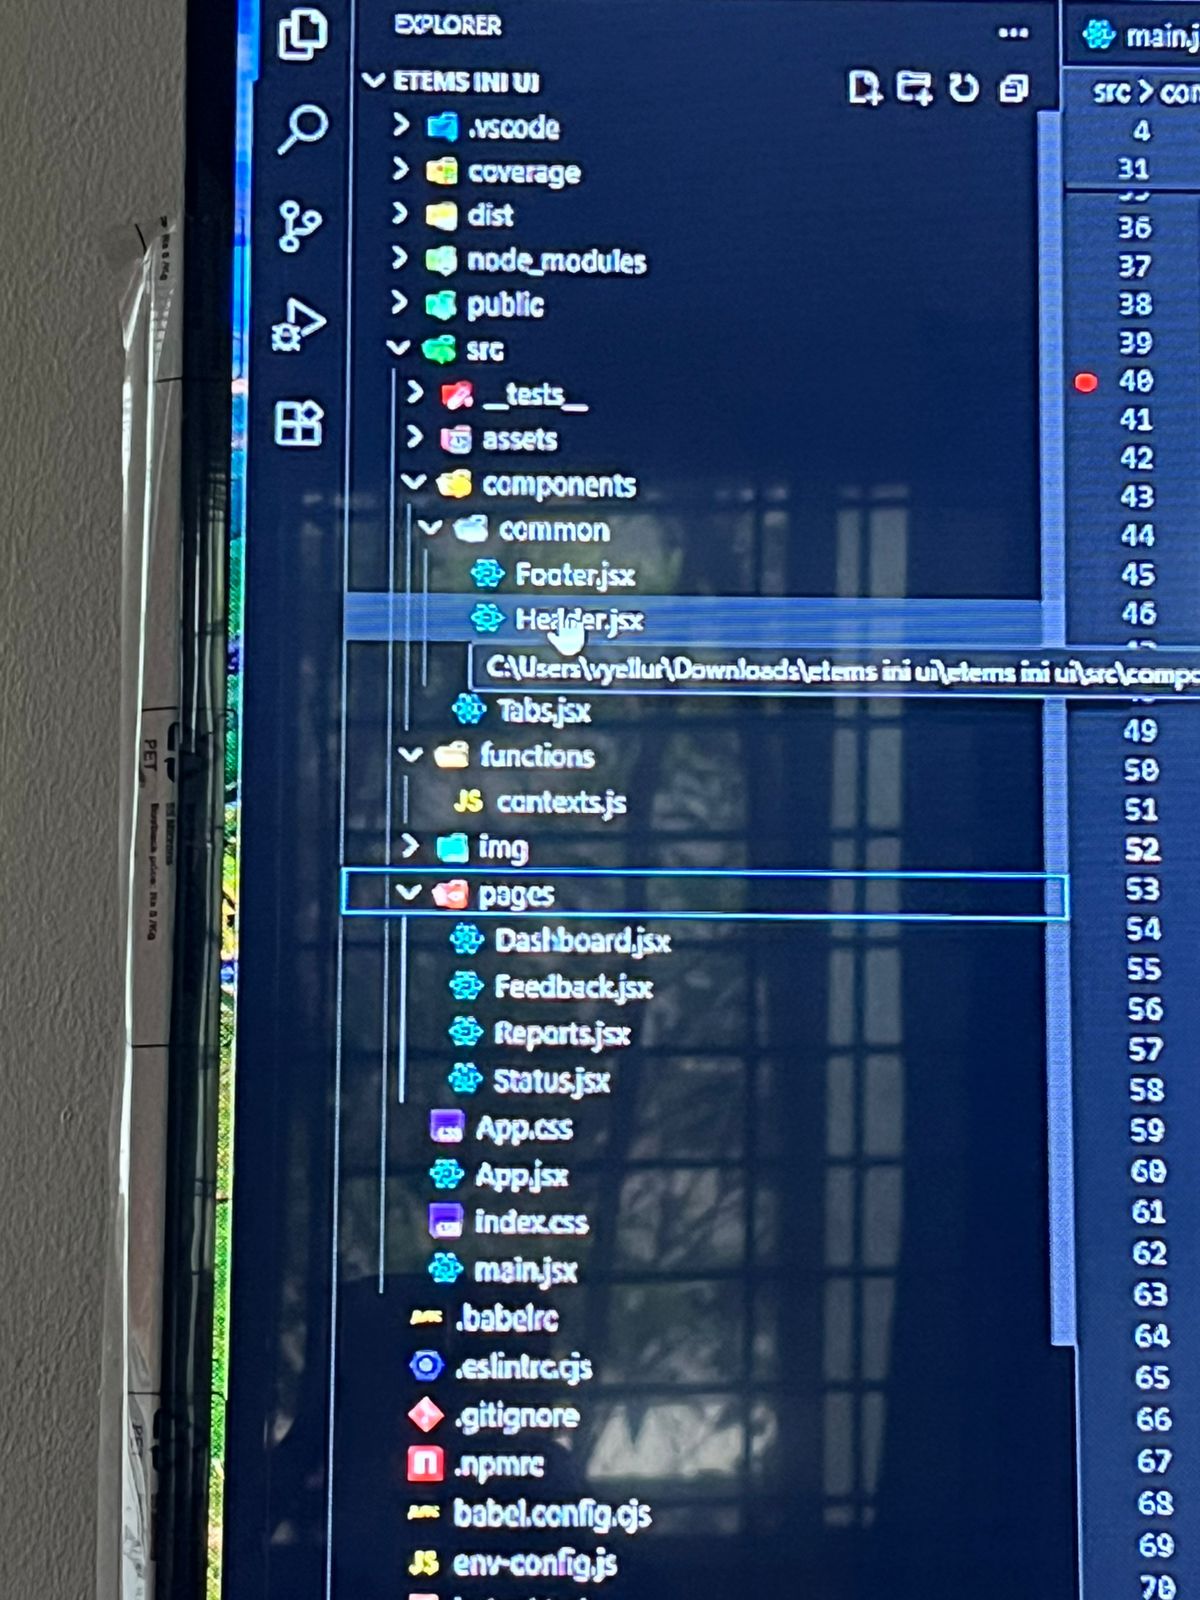 EXPLORER
main.j
ETEMS INI UI
src > con
.vscode
4
coverage
31
dist
36
node_modules
37
public
38
src
39
__tests__
40
41
assets
42
components
43
common
44
Footer.jsx
45
Header.jsx
46
C:\Users\vyellur\Downloads\etems ini ui\etems ini ui\src\compo
Tabs.jsx
49
functions
50
JS contexts.js
51
img
52
pages
53
Dashboard.jsx
54
Feedback.jsx
55
56
Reports.jsx
57
Status.jsx
58
App.css
59
App.jsx
60
index.css
61
main.jsx
62
63
.babelrc
64
.eslintrc.cjs
65
.gitignore
66
.npmrc
67
babel.config.cjs
68
JS env-config.js
69
70
PET